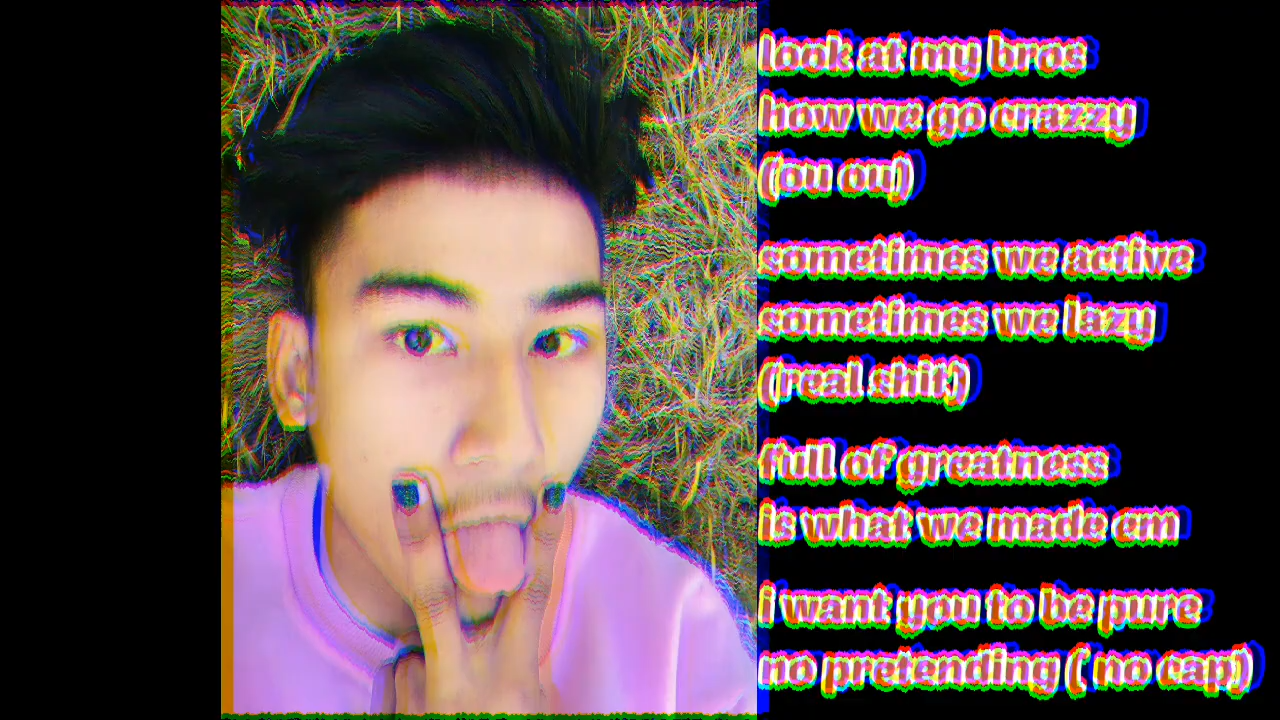 look at my bros
how we go crazzy
(ou ou)
sometimes we active
sometimes we lazy
(real shit)
full of greatness
is what we made em
i want you to be pure
no pretending ( no cap)